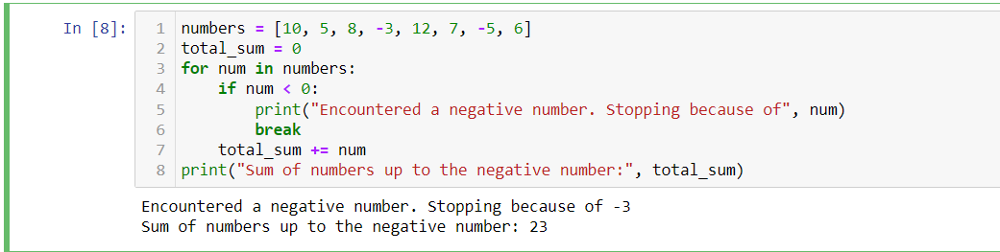 In [8]:
1 numbers = [10, 5, 8, -3, 12, 7, -5, 6]
2 total_sum = 0
3 for num in numbers:
4     if num < 0:
5         print("Encountered a negative number. Stopping because of", num)
6         break
7     total_sum += num
8 print("Sum of numbers up to the negative number:", total_sum)
Encountered a negative number. Stopping because of -3
Sum of numbers up to the negative number: 23